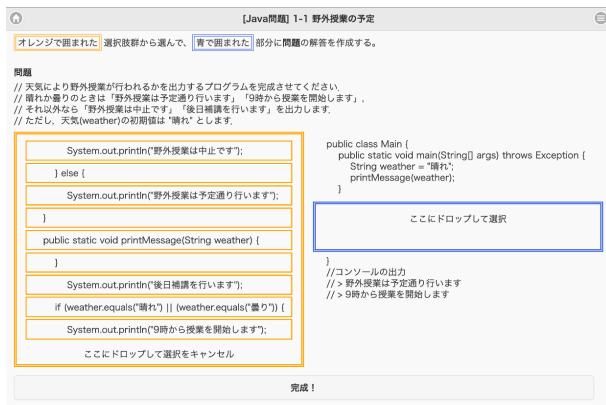 [Java問題] 1-1 野外授業の予定
オレンジで囲まれた 選択肢群から選んで、 青で囲まれた 部分に問題の解答を作成する。
問題
// 天気により野外授業が行われるかを出力するプログラムを完成させてください.
// 晴れか曇りのときは「野外授業は予定通り行います」「9時から授業を開始します」,
// それ以外なら「野外授業は中止です」「後日補講を行います」を出力します.
// ただし, 天気(weather)の初期値は "晴れ" とします.
System.out.println("野外授業は中止です");
} else {
System.out.println("野外授業は予定通り行います");
}
public static void printMessage(String weather) {
}
System.out.println("後日補講を行います");
if (weather.equals("晴れ") || (weather.equals("曇り")) {
System.out.println("9時から授業を開始します");
ここにドロップして選択をキャンセル
public class Main {
public static void main(String[] args) throws Exception {
String weather = "晴れ";
printMessage(weather);
}
ここにドロップして選択
}
//コンソールの出力
// > 野外授業は予定通り行います
// > 9時から授業を開始します
完成！